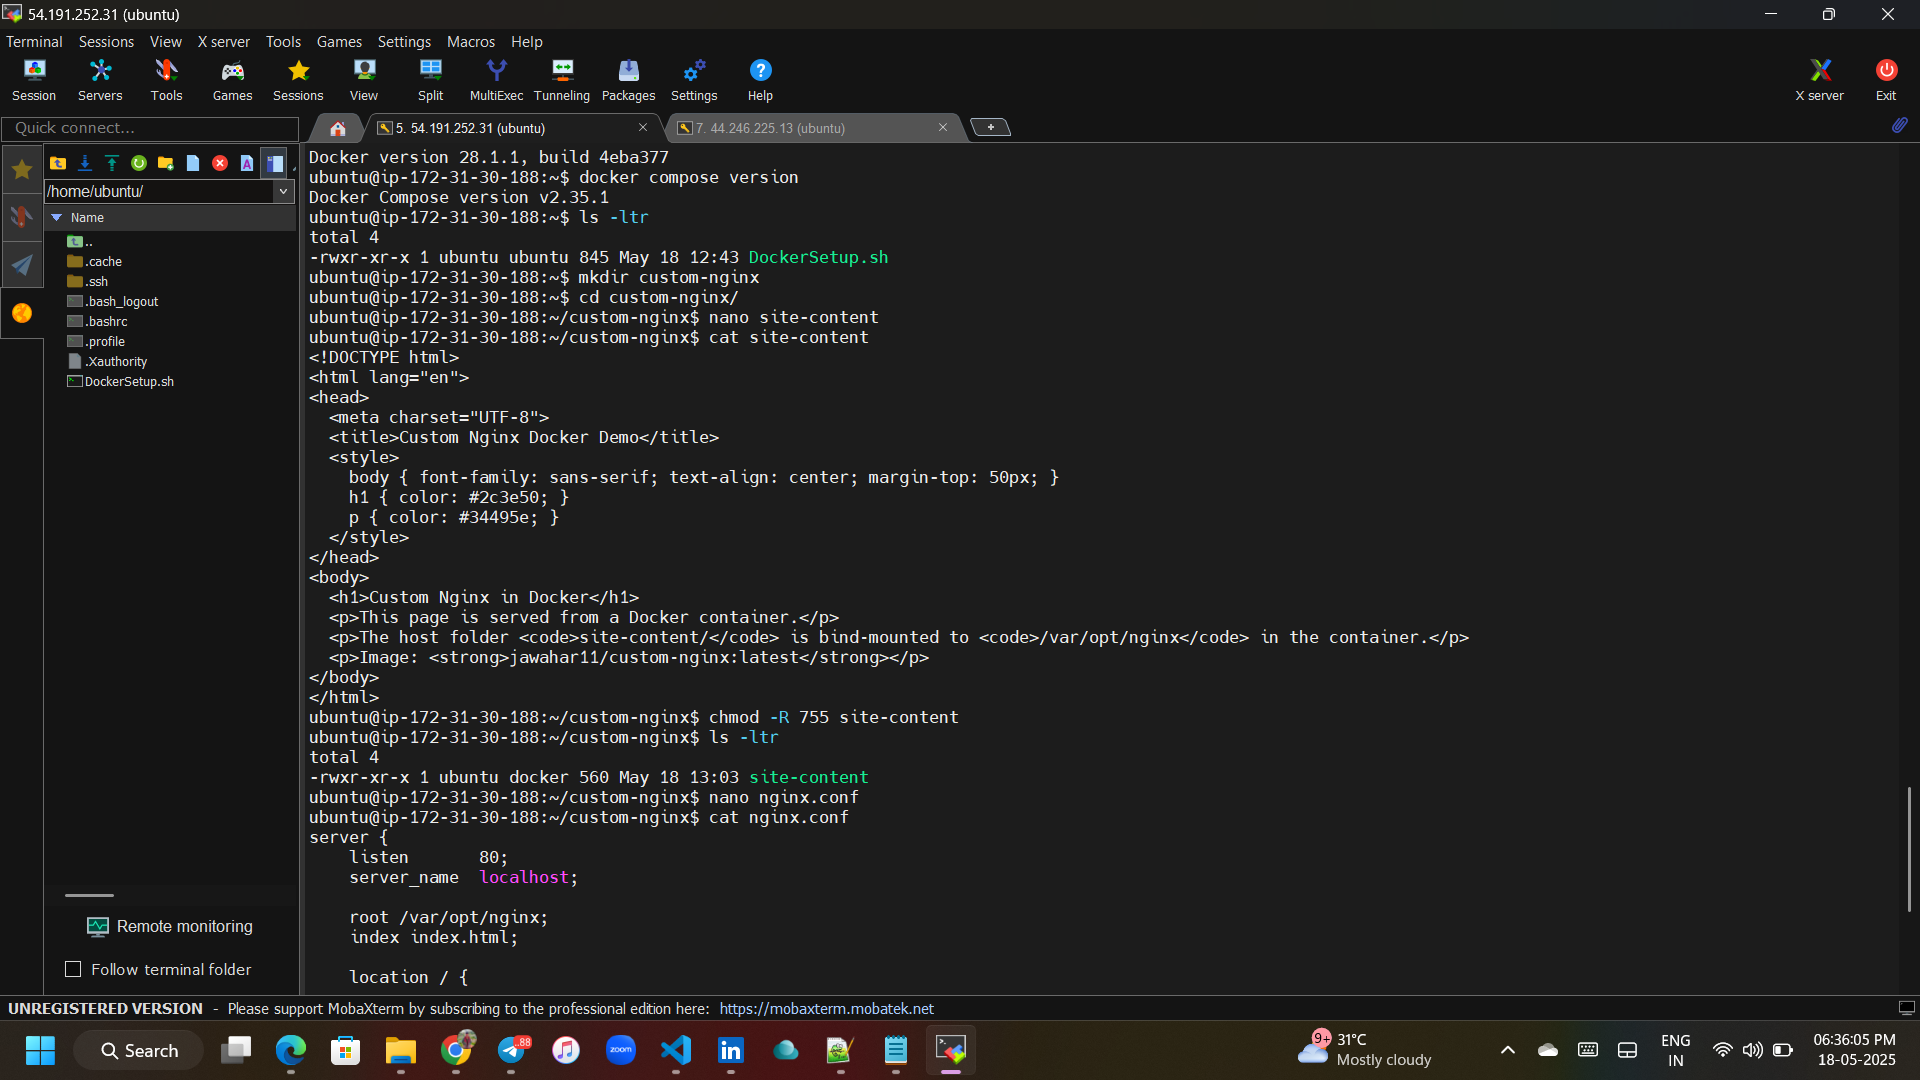 54.191.252.31 (ubuntu)
Terminal Sessions View X server Tools Games Settings Macros Help
Session Servers Tools Games Sessions View Split MultiExec Tunneling Packages Settings Help X server Exit
Quick connect...
5. 54.191.252.31 (ubuntu)
7. 44.246.225.13 (ubuntu)
/home/ubuntu/
Name
..
.cache
.ssh
.bash_logout
.bashrc
.profile
.Xauthority
DockerSetup.sh
Remote monitoring
Follow terminal folder
Docker version 28.1.1, build 4eba377
ubuntu@ip-172-31-30-188:~$ docker compose version
Docker Compose version v2.35.1
ubuntu@ip-172-31-30-188:~$ ls -ltr
total 4
-rwxr-xr-x 1 ubuntu ubuntu 845 May 18 12:43 DockerSetup.sh
ubuntu@ip-172-31-30-188:~$ mkdir custom-nginx
ubuntu@ip-172-31-30-188:~$ cd custom-nginx/
ubuntu@ip-172-31-30-188:~/custom-nginx$ nano site-content
ubuntu@ip-172-31-30-188:~/custom-nginx$ cat site-content
<!DOCTYPE html>
<html lang="en">
<head>
  <meta charset="UTF-8">
  <title>Custom Nginx Docker Demo</title>
  <style>
    body { font-family: sans-serif; text-align: center; margin-top: 50px; }
    h1 { color: #2c3e50; }
    p { color: #34495e; }
  </style>
</head>
<body>
  <h1>Custom Nginx in Docker</h1>
  <p>This page is served from a Docker container.</p>
  <p>The host folder <code>site-content/</code> is bind-mounted to <code>/var/opt/nginx</code> in the container.</p>
  <p>Image: <strong>jawahar11/custom-nginx:latest</strong></p>
</body>
</html>
ubuntu@ip-172-31-30-188:~/custom-nginx$ chmod -R 755 site-content
ubuntu@ip-172-31-30-188:~/custom-nginx$ ls -ltr
total 4
-rwxr-xr-x 1 ubuntu docker 560 May 18 13:03 site-content
ubuntu@ip-172-31-30-188:~/custom-nginx$ nano nginx.conf
ubuntu@ip-172-31-30-188:~/custom-nginx$ cat nginx.conf
server {
    listen       80;
    server_name  localhost;
    root /var/opt/nginx;
    index index.html;
    location / {
UNREGISTERED VERSION - Please support MobaXterm by subscribing to the professional edition here: https://mobaxterm.mobatek.net
Search
88
zoom
9+
31°C
Mostly cloudy
ENG
IN
06:36:05 PM
18-05-2025